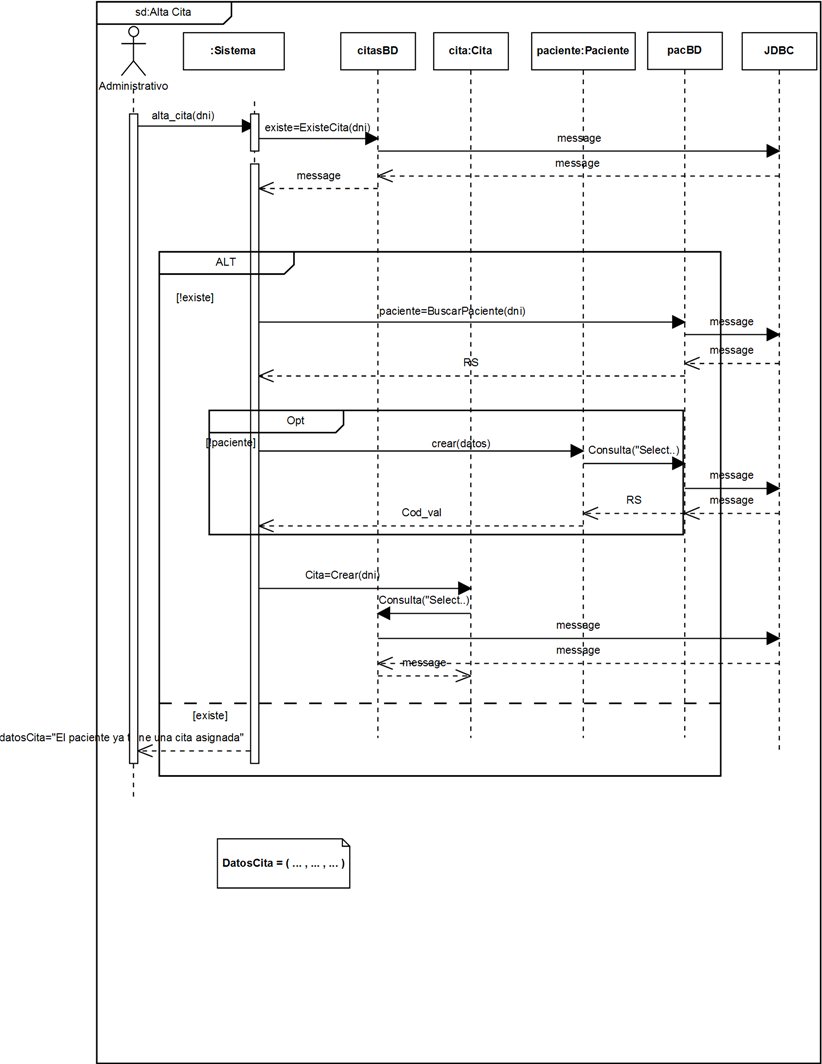 sd:Alta Cita
:Sistema
citasBD
cita:Cita
paciente:Paciente
pacBD
JDBC
Administrativo
alta_cita(dni)
existe=ExisteCita(dni)
message
message
message
ALT
[!existe]
paciente=BuscarPaciente(dni)
message
message
RS
Opt
[!paciente]
crear(datos)
Consulta("Select..)
message
RS
message
Cod_val
Cita=Crear(dni)
Consulta("Select..)
message
message
message
[existe]
datosCita="El paciente ya tiene una cita asignada"
DatosCita = ( ... , ... , ... )